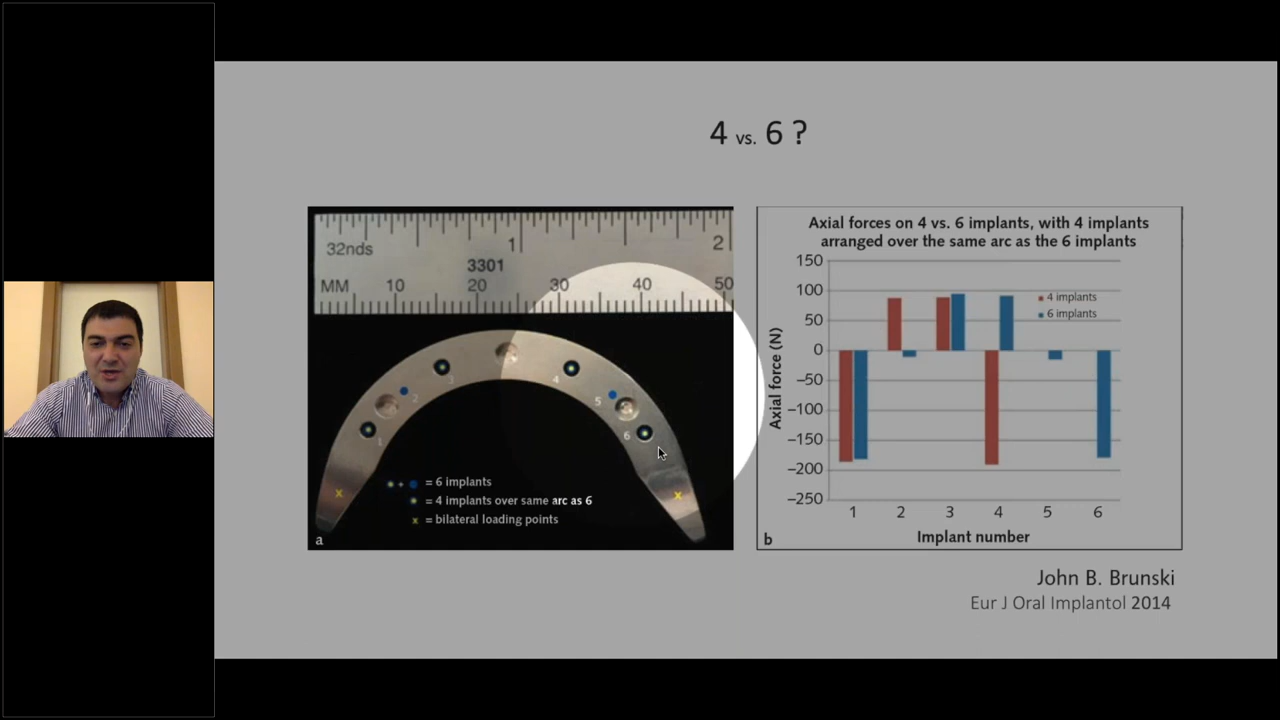 4 vs. 6 ?
32nds
1
2
3301
MM 10 20 30 40 50
3
4
2
5
1
6
= 6 implants
= 4 implants over same arc as 6
x = bilateral loading points
x
x
a
Axial forces on 4 vs. 6 implants, with 4 implants
arranged over the same arc as the 6 implants
150
100
50
0
−50
−100
−150
−200
−250
4 implants
6 implants
Axial force (N)
1 2 3 4 5 6
Implant number
b
John B. Brunski
Eur J Oral Implantol 2014